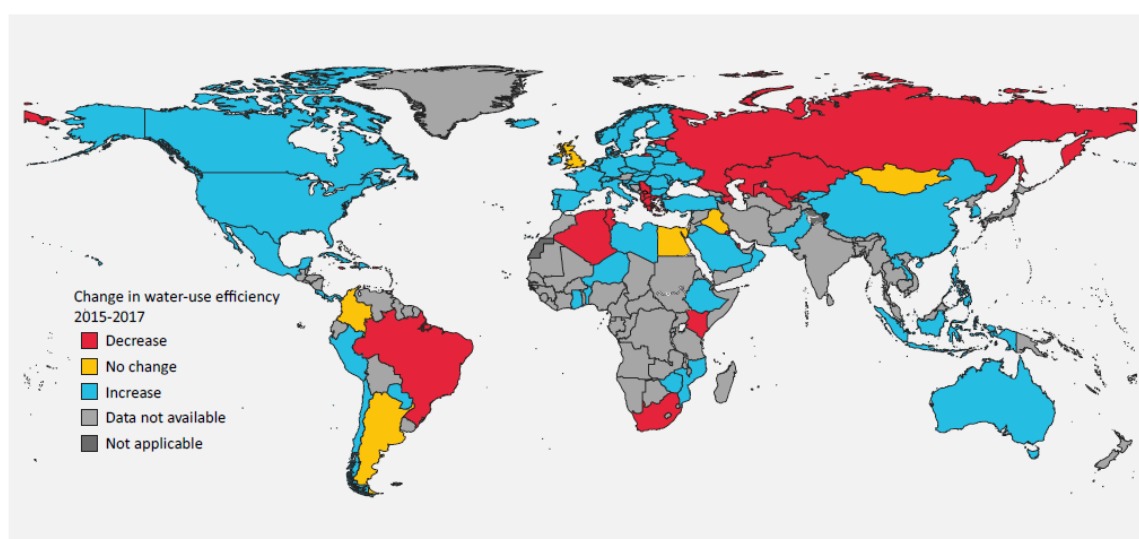 Change in water-use efficiency
2015-2017
Decrease
No change
Increase
Data not available
Not applicable